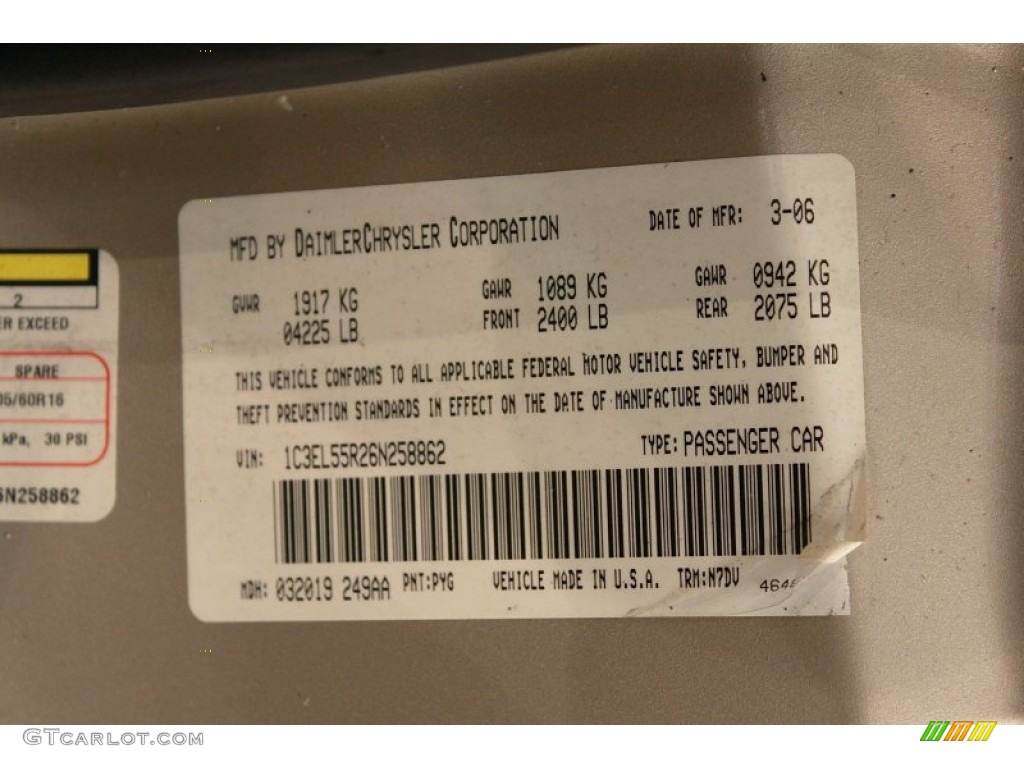 MFD BY DAIMLERCHRYSLER CORPORATION DATE OF MFR: 3-06
GVWR 1917 KG GAWR 1089 KG GAWR 0942 KG
04225 LB FRONT 2400 LB REAR 2075 LB
THIS VEHICLE CONFORMS TO ALL APPLICABLE FEDERAL MOTOR VEHICLE SAFETY, BUMPER AND
THEFT PREVENTION STANDARDS IN EFFECT ON THE DATE OF MANUFACTURE SHOWN ABOVE.
VIN: 1C3EL55R26N258862 TYPE: PASSENGER CAR
MDH: 032019 249AA PNT:PYG VEHICLE MADE IN U.S.A. TRM:N7DV 464
2
ER EXCEED
SPARE
05/60R16
kPa, 30 PSI
6N258862
GTCARLOT.COM